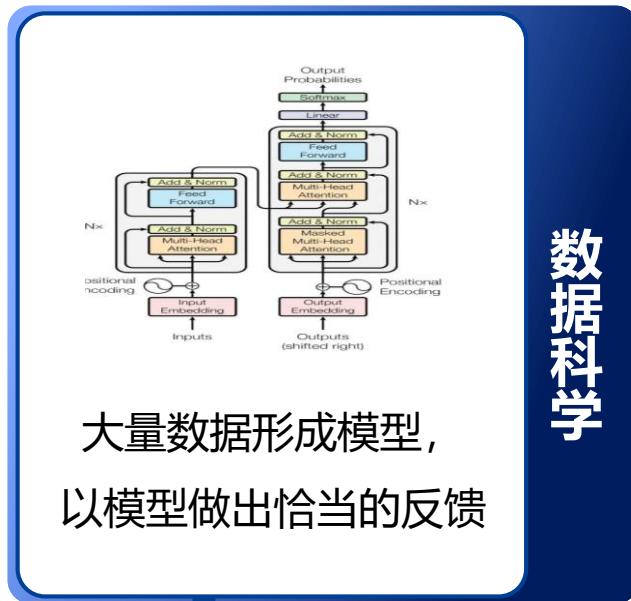 Output
Probabilities
Softmax
Linear
Add & Norm
Feed
Forward
Add & Norm
Multi-Head
Attention
Add & Norm
Masked
Multi-Head
Attention
Nx
Add & Norm
Feed
Forward
Add & Norm
Multi-Head
Attention
Nx
ositional
ncoding
Positional
Encoding
Input
Embedding
Output
Embedding
Inputs
Outputs
(shifted right)
大量数据形成模型，
以模型做出恰当的反馈
数据科学